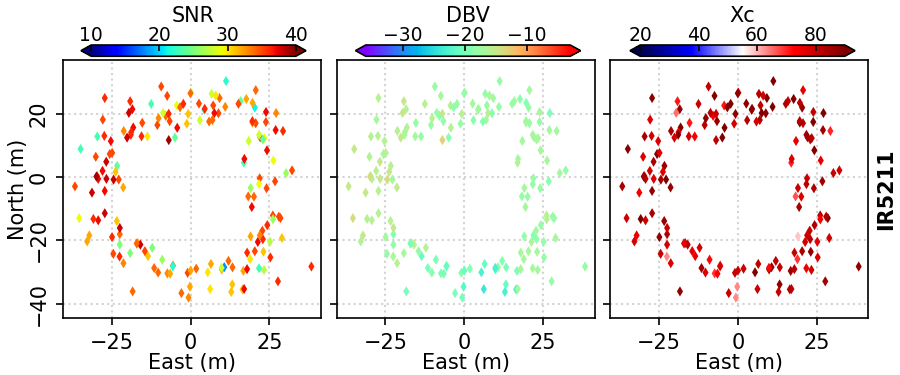 SNR DBV Xc
10 20 30 40 −30 −20 −10 20 40 60 80
20
0
−20
−40
North (m)
IR5211
−25 0 25 −25 0 25 −25 0 25
East (m) East (m) East (m)